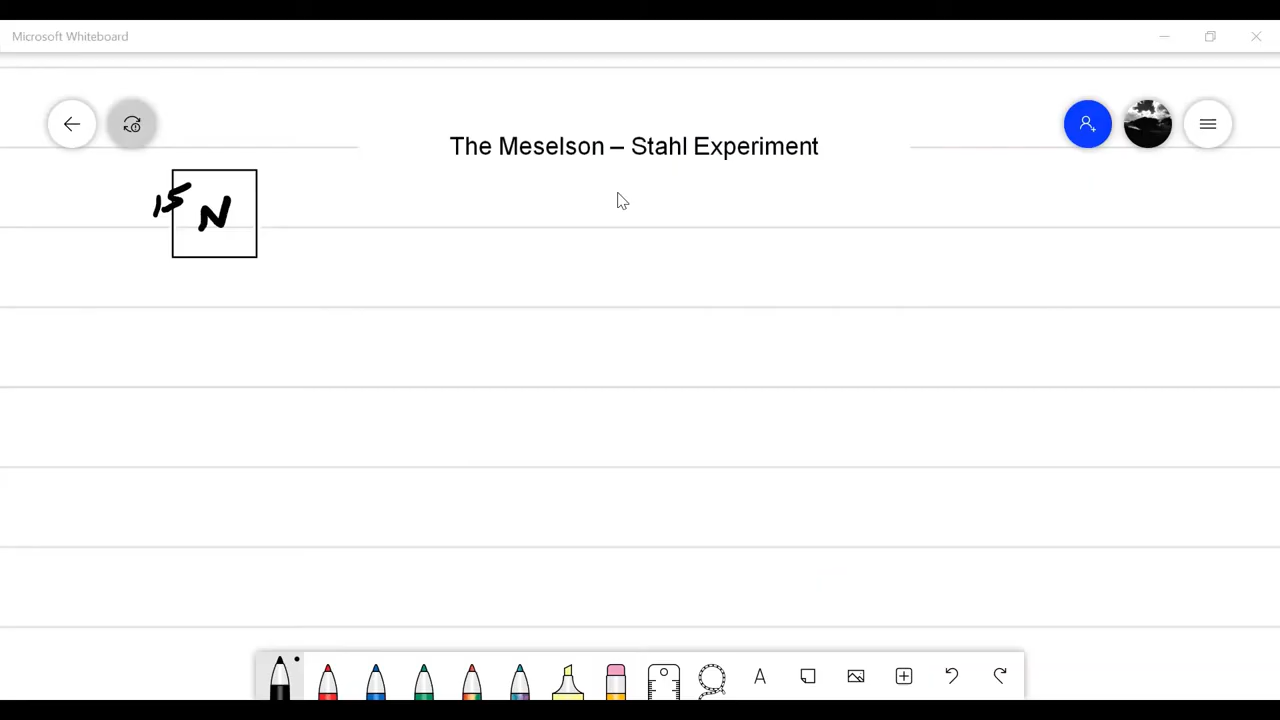 Microsoft Whiteboard
The Meselson – Stahl Experiment
15N
A